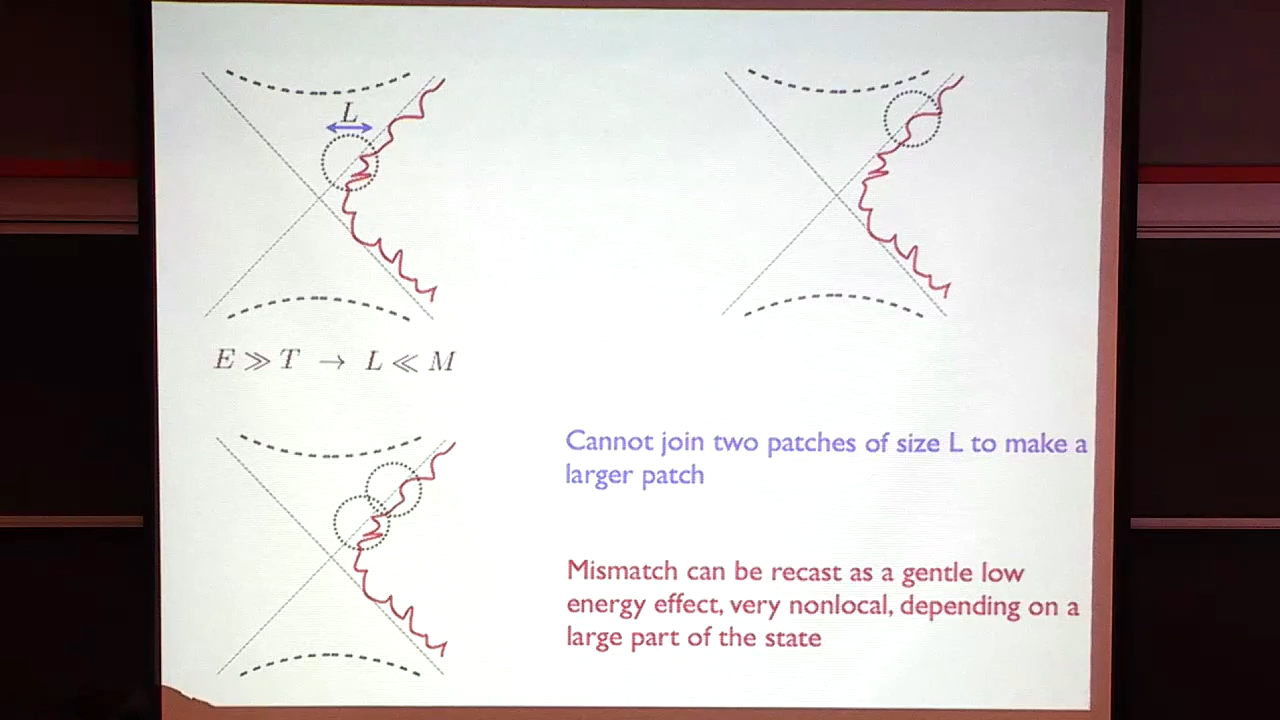 L
E ≫ T → L ≪ M
Cannot join two patches of size L to make a
larger patch
Mismatch can be recast as a gentle low
energy effect, very nonlocal, depending on a
large part of the state